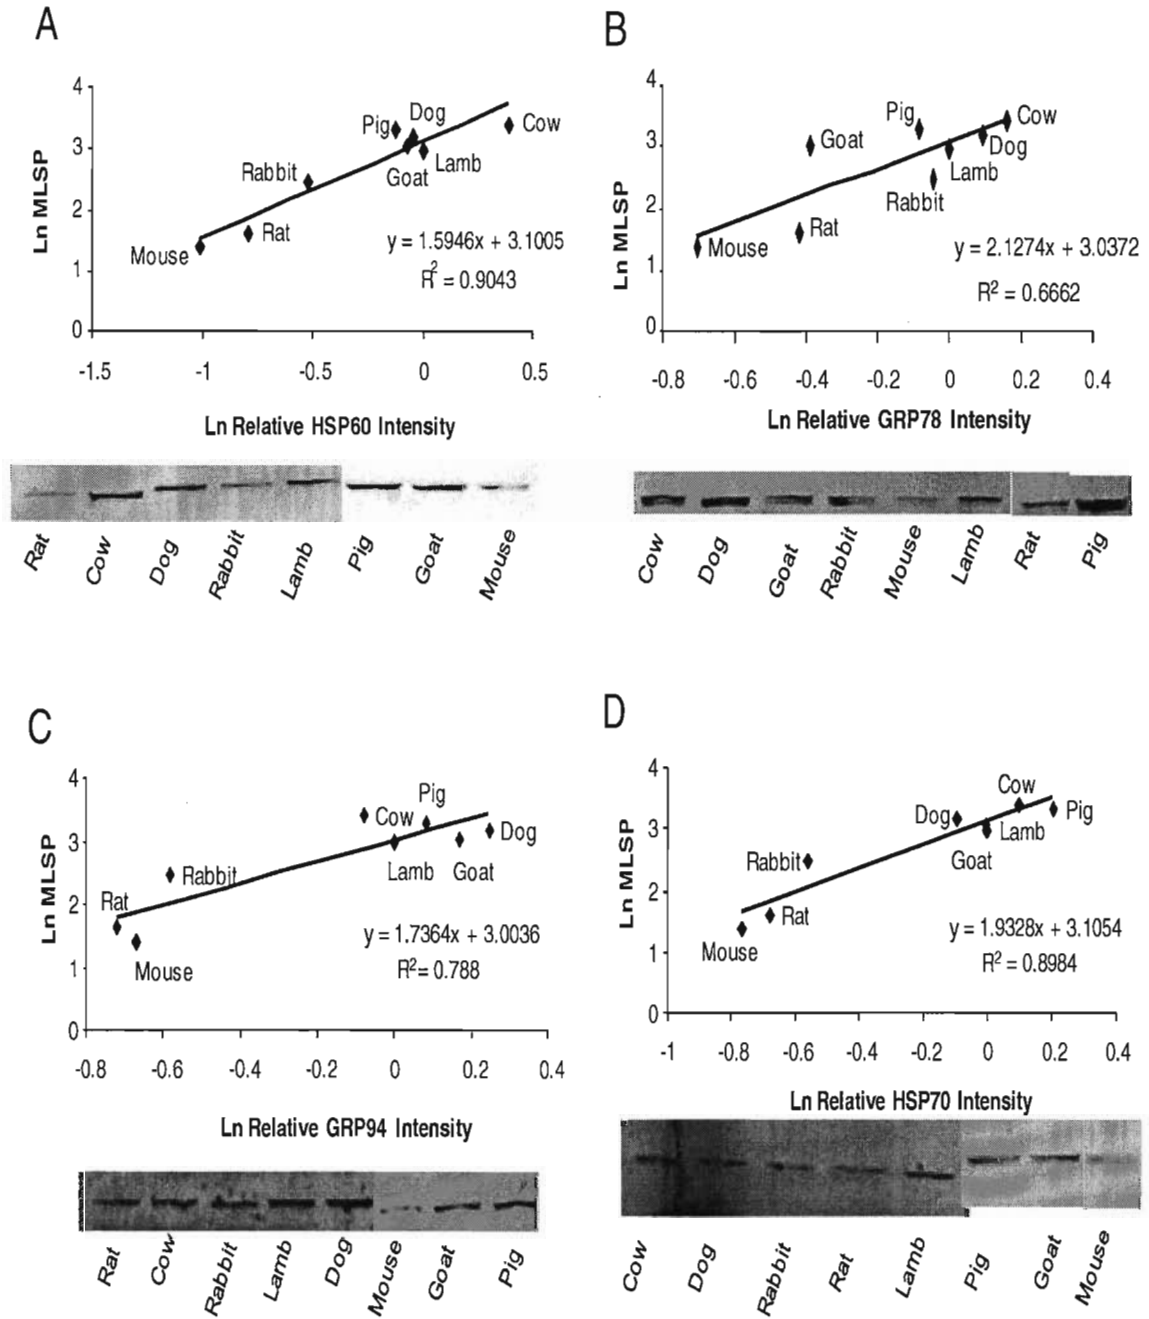 A
4
3
2
1
0
Ln MLSP
Pig
Dog
Cow
Rabbit
Goat
Lamb
Mouse
Rat
y = 1.5946x + 3.1005
R² = 0.9043
-1.5 -1 -0.5 0 0.5
Ln Relative HSP60 Intensity
Rat Cow Dog Rabbit Lamb Pig Goat Mouse
B
4
3
2
1
0
Ln MLSP
Pig
Cow
Goat
Dog
Lamb
Rabbit
Rat
Mouse
y = 2.1274x + 3.0372
R² = 0.6662
-0.8 -0.6 -0.4 -0.2 0 0.2 0.4
Ln Relative GRP78 Intensity
Cow Dog Goat Rabbit Mouse Lamb Rat Pig
C
4
3
2
1
0
Ln MLSP
Pig
Cow
Dog
Rabbit
Lamb
Goat
Rat
Mouse
y = 1.7364x + 3.0036
R²= 0.788
-0.8 -0.6 -0.4 -0.2 0 0.2 0.4
Ln Relative GRP94 Intensity
Rat Cow Rabbit Lamb Dog Mouse Goat Pig
D
4
3
2
1
0
Ln MLSP
Cow
Dog
Pig
Lamb
Rabbit
Goat
Rat
Mouse
y = 1.9328x + 3.1054
R² = 0.8984
-1 -0.8 -0.6 -0.4 -0.2 0 0.2 0.4
Ln Relative HSP70 Intensity
Cow Dog Rabbit Rat Lamb Pig Goat Mouse